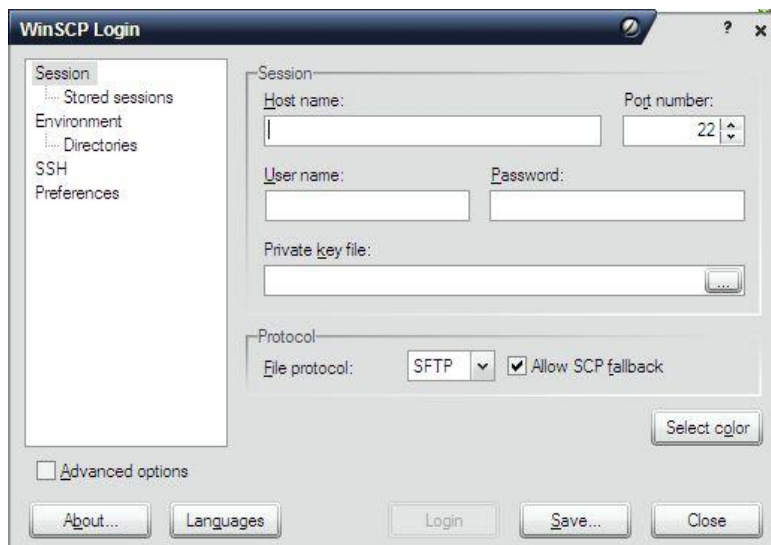 WinSCP Login
Session
Stored sessions
Environment
Directories
SSH
Preferences
Session
Host name: Port number:
22
User name: Password:
Private key file:
...
Protocol
File protocol: SFTP Allow SCP fallback
Select color
Advanced options
About... Languages Login Save... Close